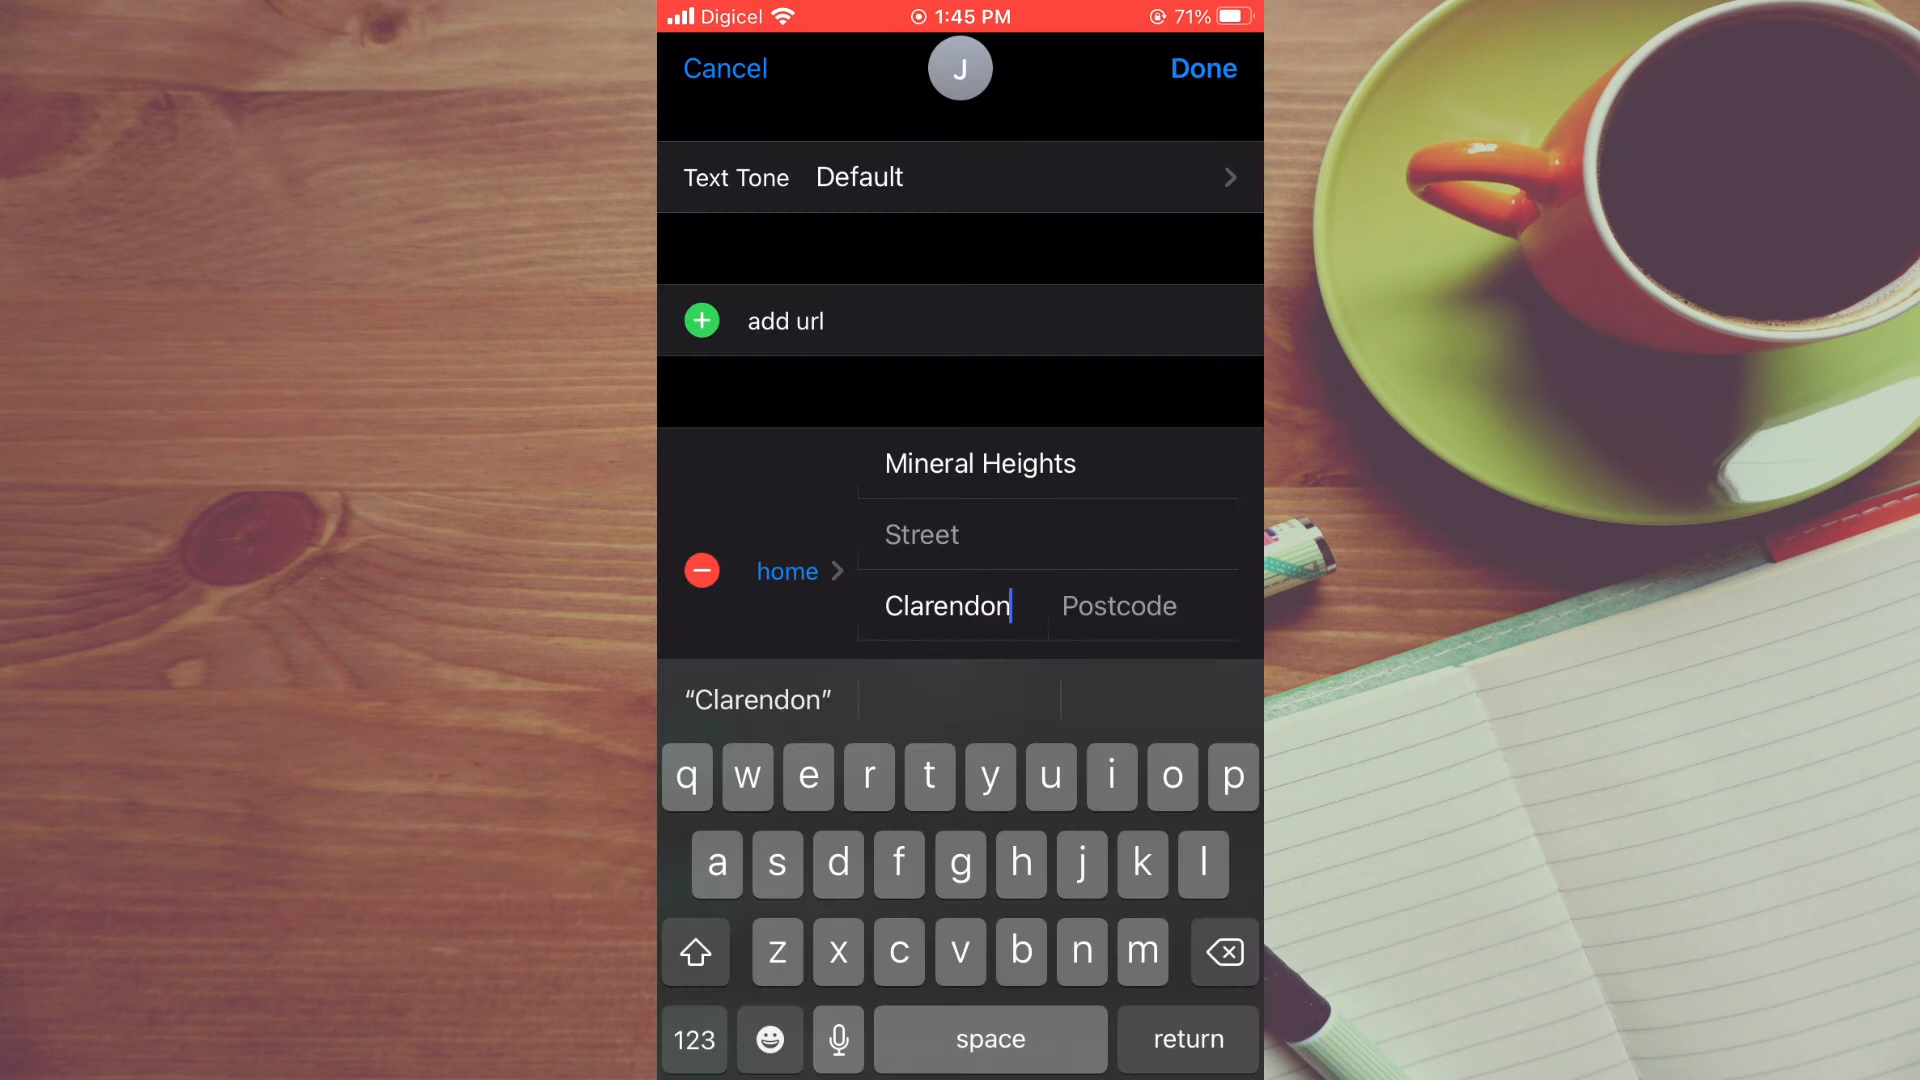 Digicel 1:45 PM 71%
Cancel J Done
Text Tone Default
add url
Mineral Heights
Street
home
Clarendon Postcode
“Clarendon”
q w e r t y u i o p
a s d f g h j k l
z x c v b n m
123 space return